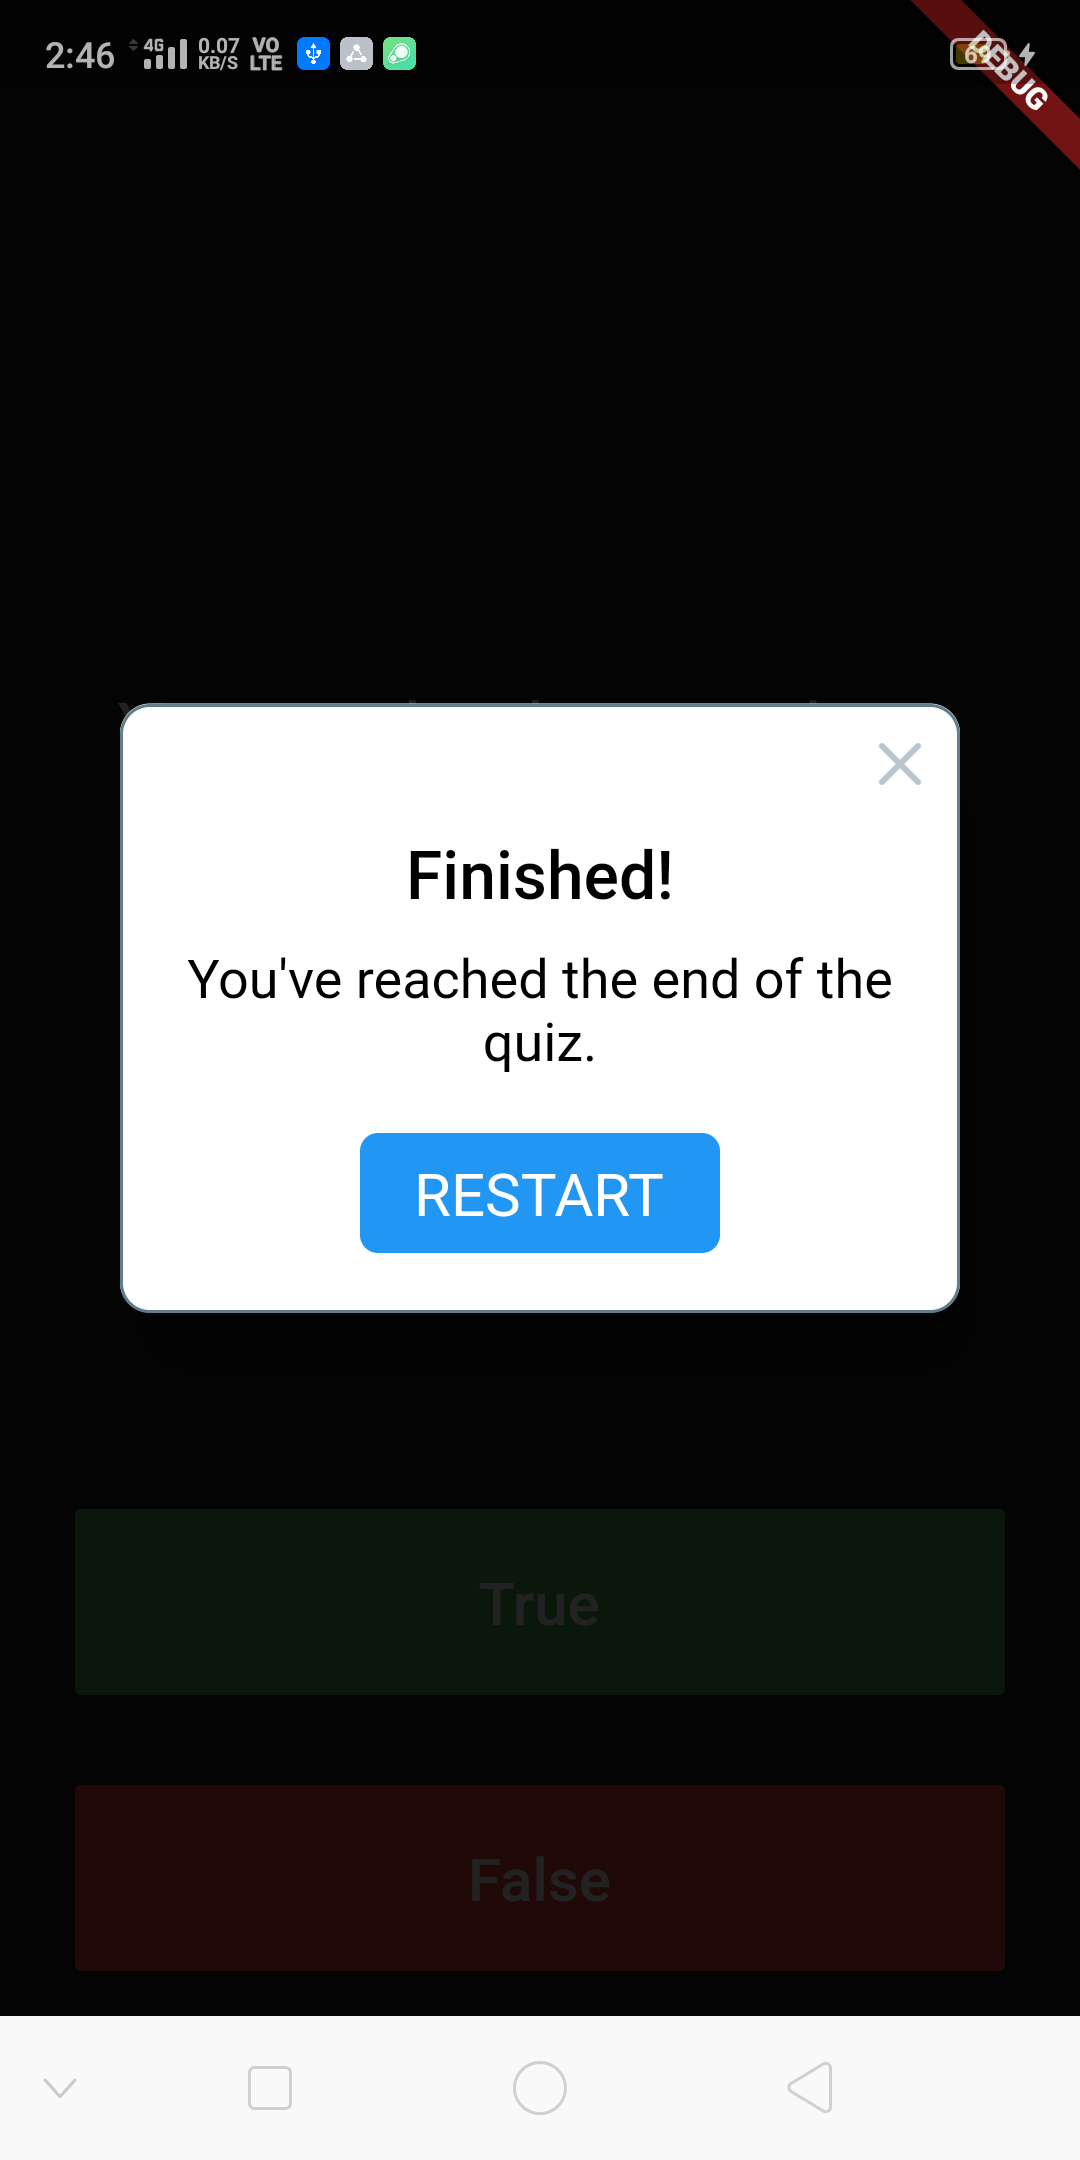 2:46 4G 0.07 KB/S VO LTE 69
DEBUG
Finished!
You've reached the end of the
quiz.
RESTART
True
False